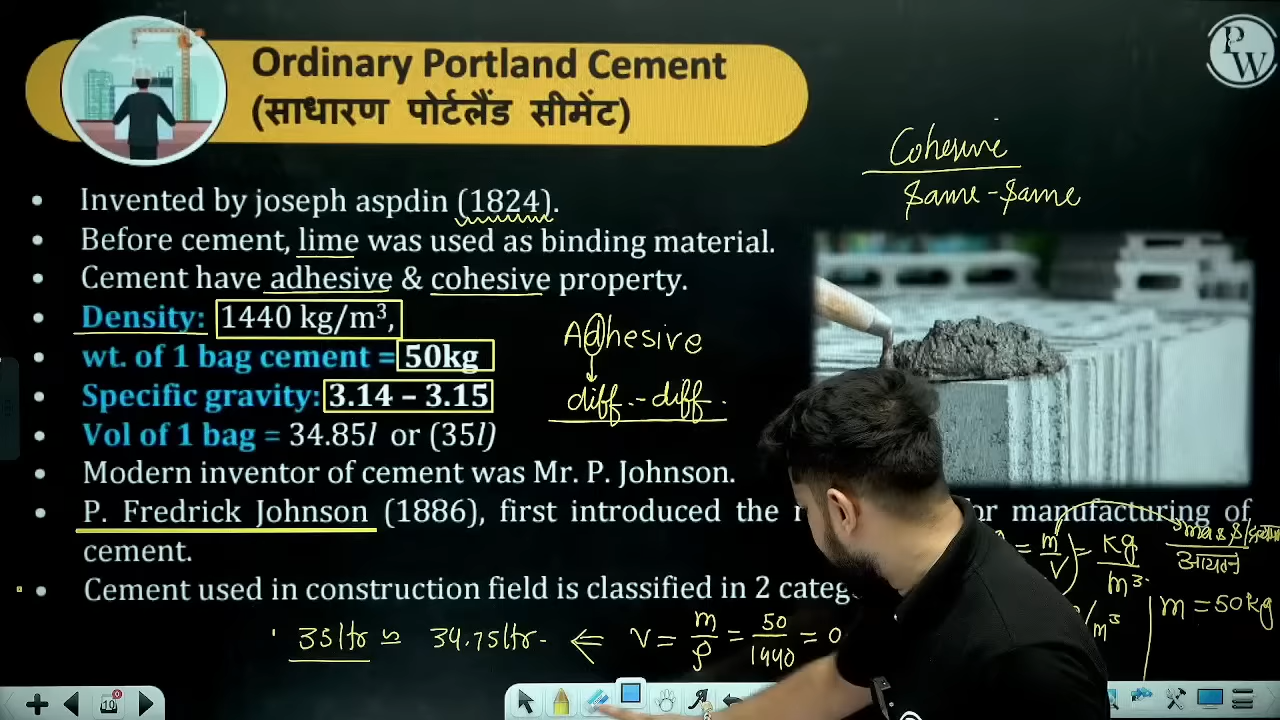 Ordinary Portland Cement
(साधारण पोर्टलैंड सीमेंट)
PW
Cohesive
Same-Same
• Invented by joseph aspdin (1824).
• Before cement, lime was used as binding material.
• Cement have adhesive & cohesive property.
• Density: 1440 kg/m³,
• wt. of 1 bag cement = 50kg
• Specific gravity: 3.14 – 3.15
• Vol of 1 bag = 34.85l or (35l)
Adhesive
diff.-diff.
• Modern inventor of cement was Mr. P. Johnson.
• P. Fredrick Johnson (1886), first introduced the manufacturing of
cement.
• Cement used in construction field is classified in 2
= m/v) = kg/m³
आयतन
m = 50kg
/m³
35ltr ≈ 34.75ltr. ← v = m/ρ = 50/1440 = 0
10